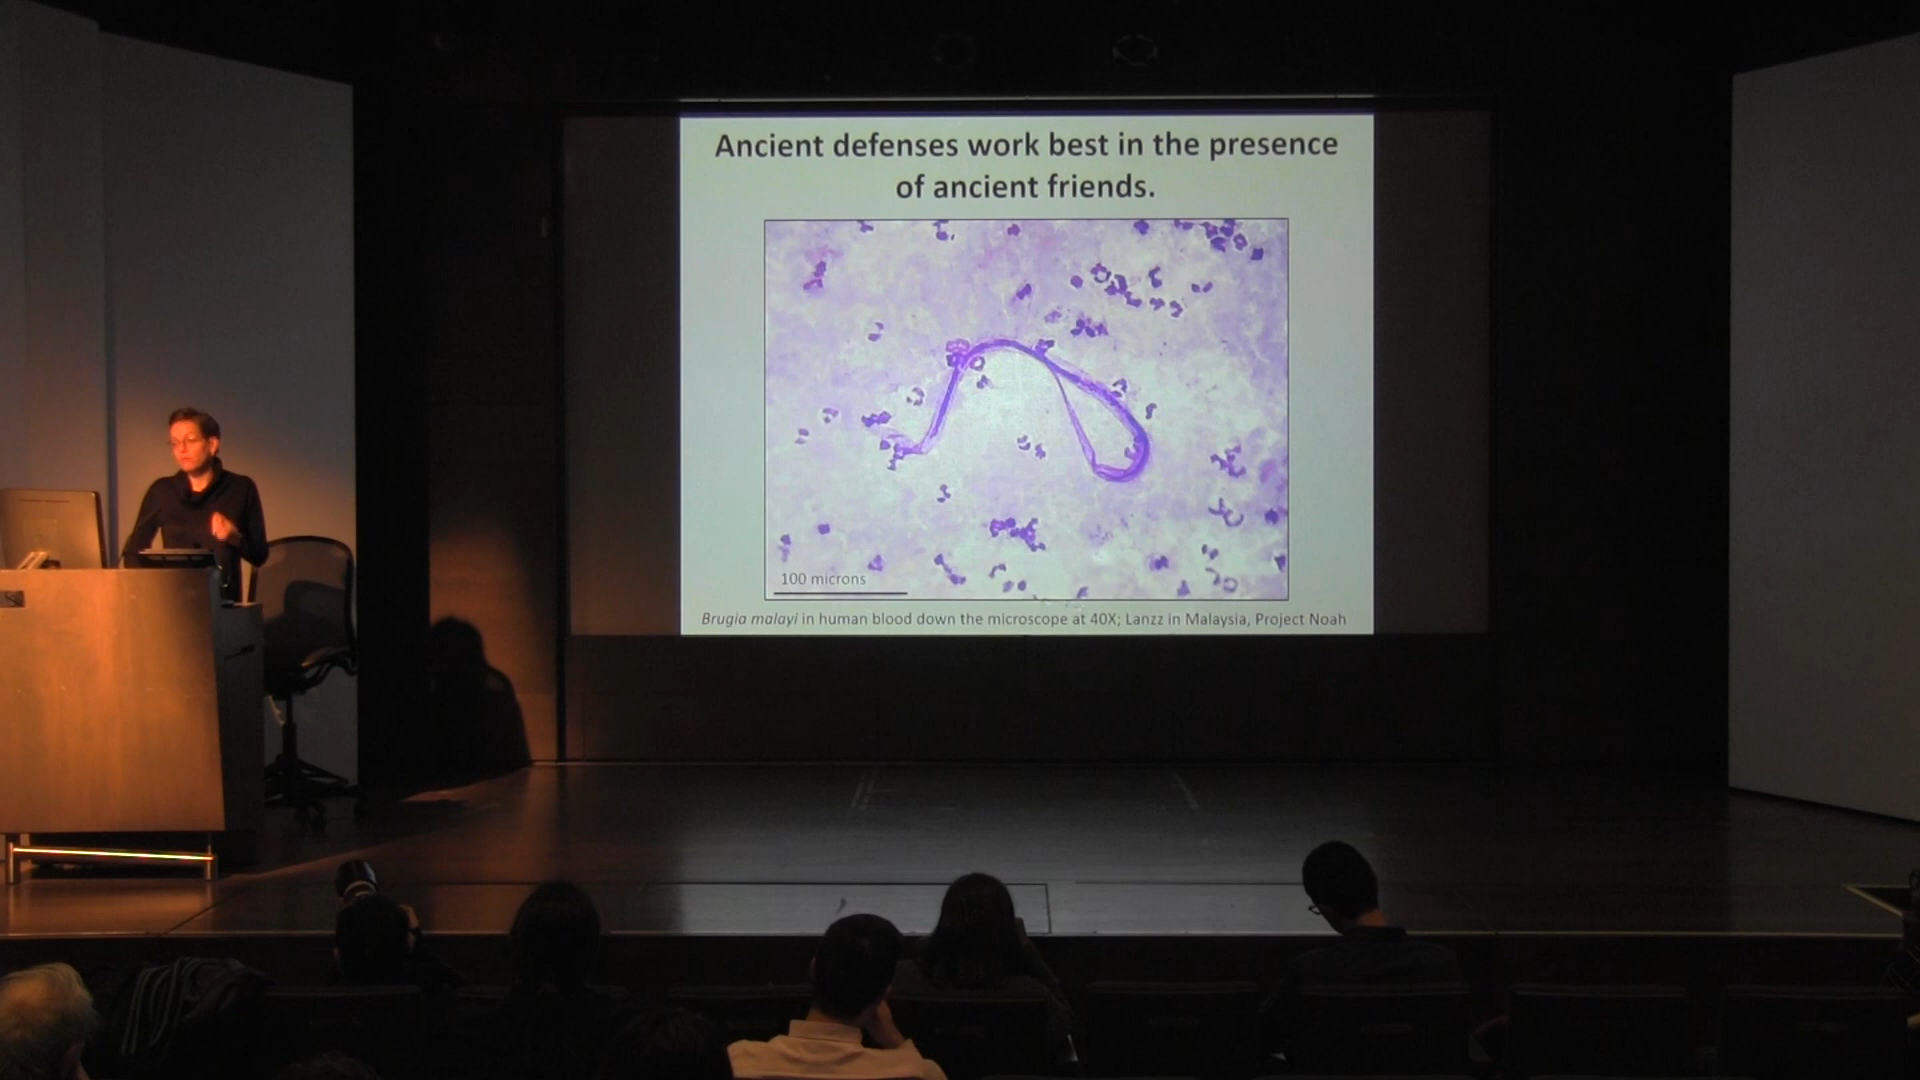 Ancient defenses work best in the presence
of ancient friends.
100 microns
Brugia malayi in human blood down the microscope at 40X; Lanzz in Malaysia, Project Noah